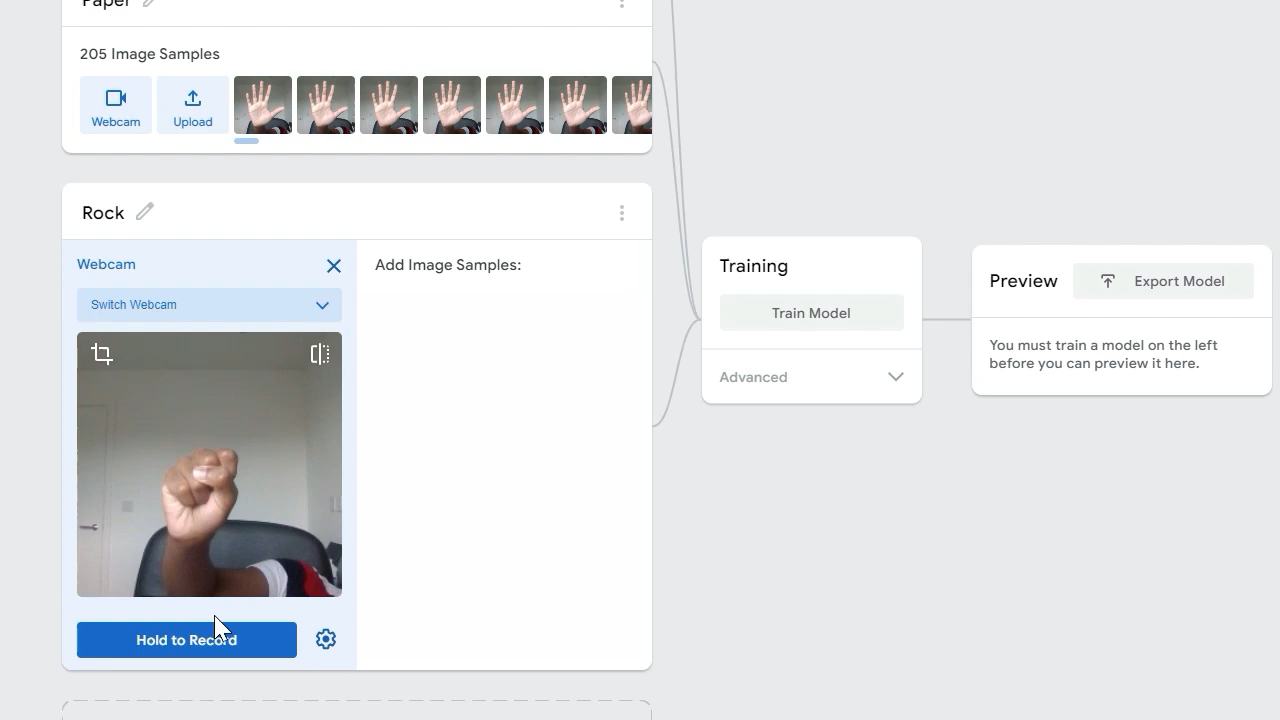 Paper
205 Image Samples
Webcam
Upload
Rock
Webcam
Add Image Samples:
Switch Webcam
Hold to Record
Training
Train Model
Advanced
Preview
Export Model
You must train a model on the left
before you can preview it here.